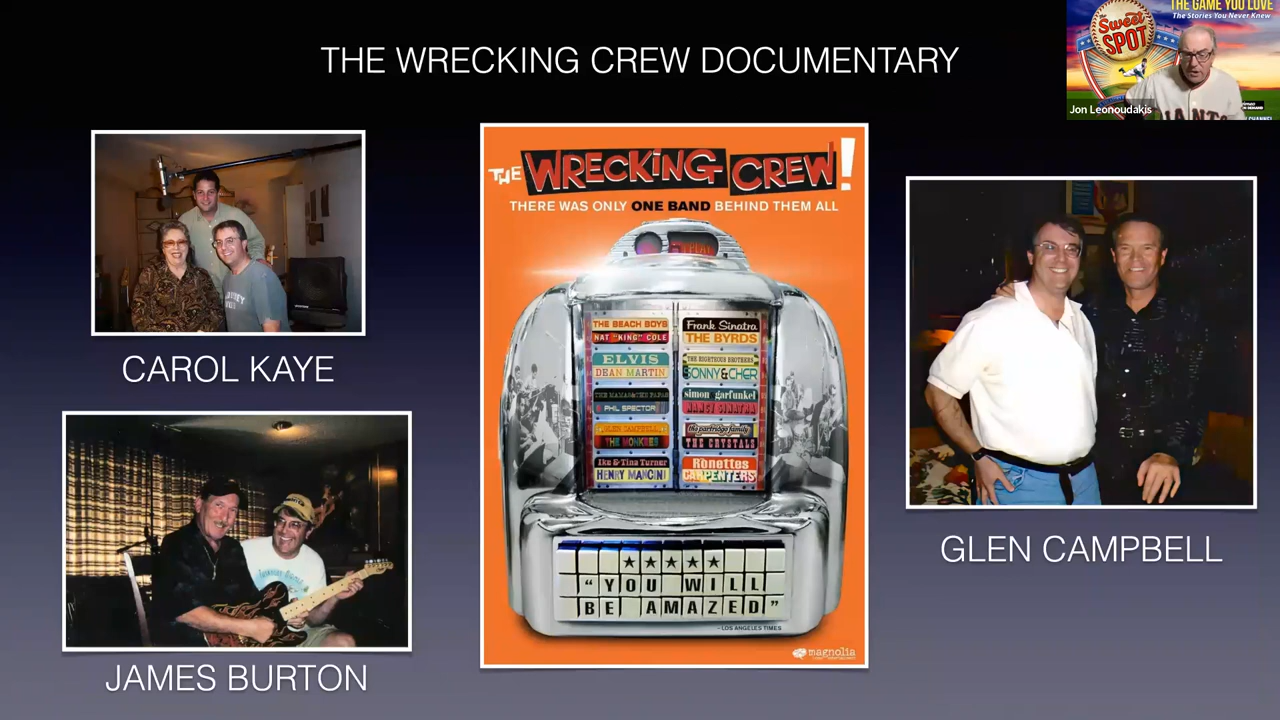 THE WRECKING CREW DOCUMENTARY
THE GAME YOU LOVE
The Stories You Never Knew
Sweet
SPOT
Jon Leonoudakis
CHANNEL
CAROL KAYE
JAMES BURTON
THE WRECKING CREW!
THERE WAS ONLY ONE BAND BEHIND THEM ALL
THE BEACH BOYS
NAT "KING" COLE
ELVIS
DEAN MARTIN
THE MAMAS & THE PAPAS
PHIL SPECTOR
GLEN CAMPBELL
THE MONKEES
Ike & Tina Turner
HENRY MANCINI
Frank Sinatra
THE BYRDS
THE RIGHTEOUS BROTHERS
SONNY & CHER
simon & garfunkel
NANCY SINATRA
the partridge family
THE CRYSTALS
Ronettes
CARPENTERS
★★★★★
"YOU WILL
BE AMAZED"
- LOS ANGELES TIMES
magnolia
GLEN CAMPBELL